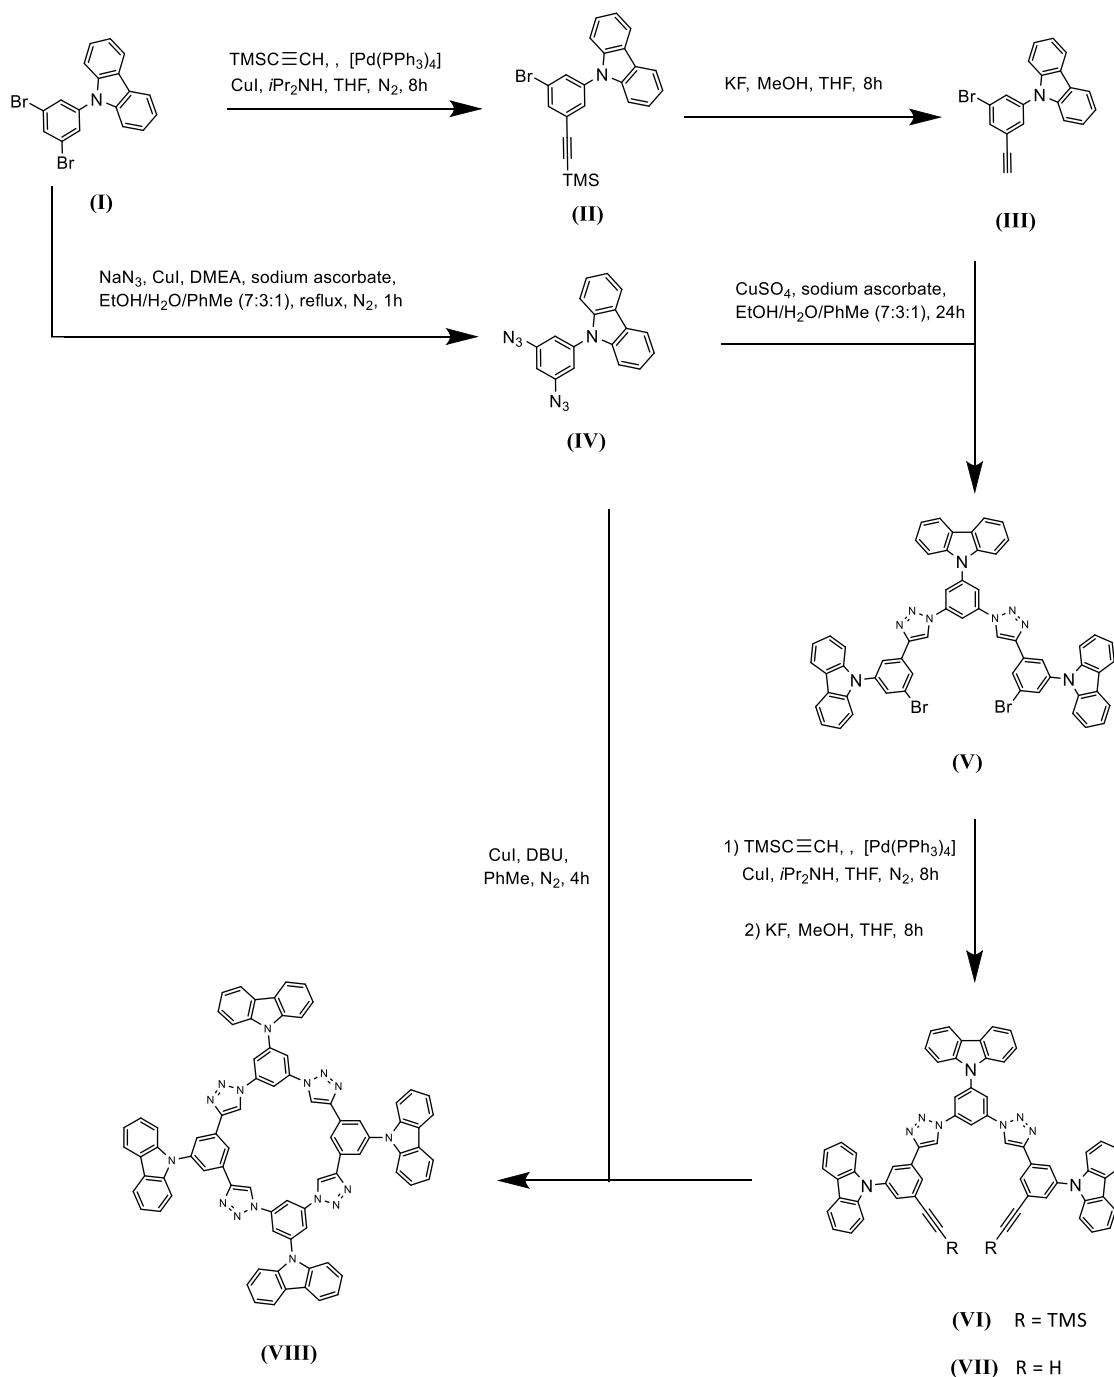 TMSC≡CH, , [Pd(PPh3)4]
CuI, iPr2NH, THF, N2, 8h
KF, MeOH, THF, 8h
Br
N
Br
(I)
Br
N
TMS
(II)
Br
N
(III)
NaN3, CuI, DMEA, sodium ascorbate,
EtOH/H2O/PhMe (7:3:1), reflux, N2, 1h
CuSO4, sodium ascorbate,
EtOH/H2O/PhMe (7:3:1), 24h
N3
N
N3
(IV)
N
N N
N N N N
N N
Br Br
(V)
1) TMSC≡CH, , [Pd(PPh3)4]
CuI, iPr2NH, THF, N2, 8h
2) KF, MeOH, THF, 8h
CuI, DBU,
PhMe, N2, 4h
N
N N N N
N N
N N
N N
N N N N
N
(VIII)
N
N N
N N N N
N N
R R
(VI) R = TMS
(VII) R = H